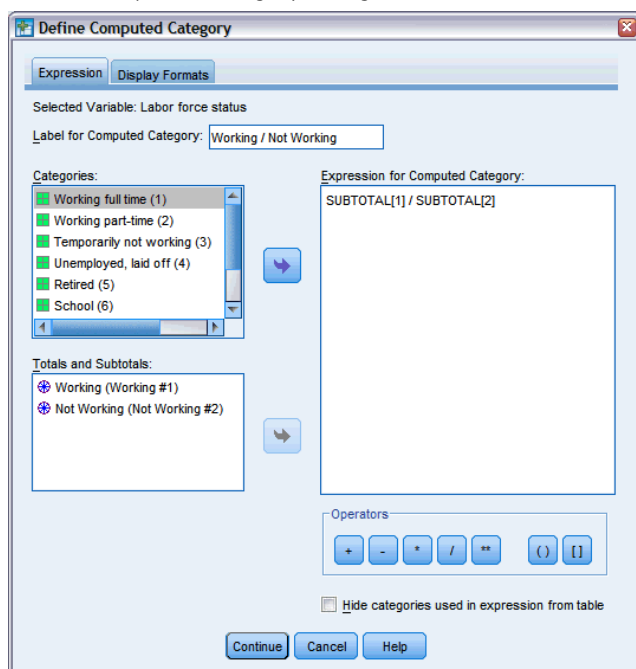 Define Computed Category
Expression Display Formats
Selected Variable: Labor force status
Label for Computed Category: Working / Not Working
Categories:
Working full time (1)
Working part-time (2)
Temporarily not working (3)
Unemployed, laid off (4)
Retired (5)
School (6)
Expression for Computed Category:
SUBTOTAL[1] / SUBTOTAL[2]
Totals and Subtotals:
Working (Working #1)
Not Working (Not Working #2)
Operators
+ - * / ** ( ) [ ]
Hide categories used in expression from table
Continue Cancel Help